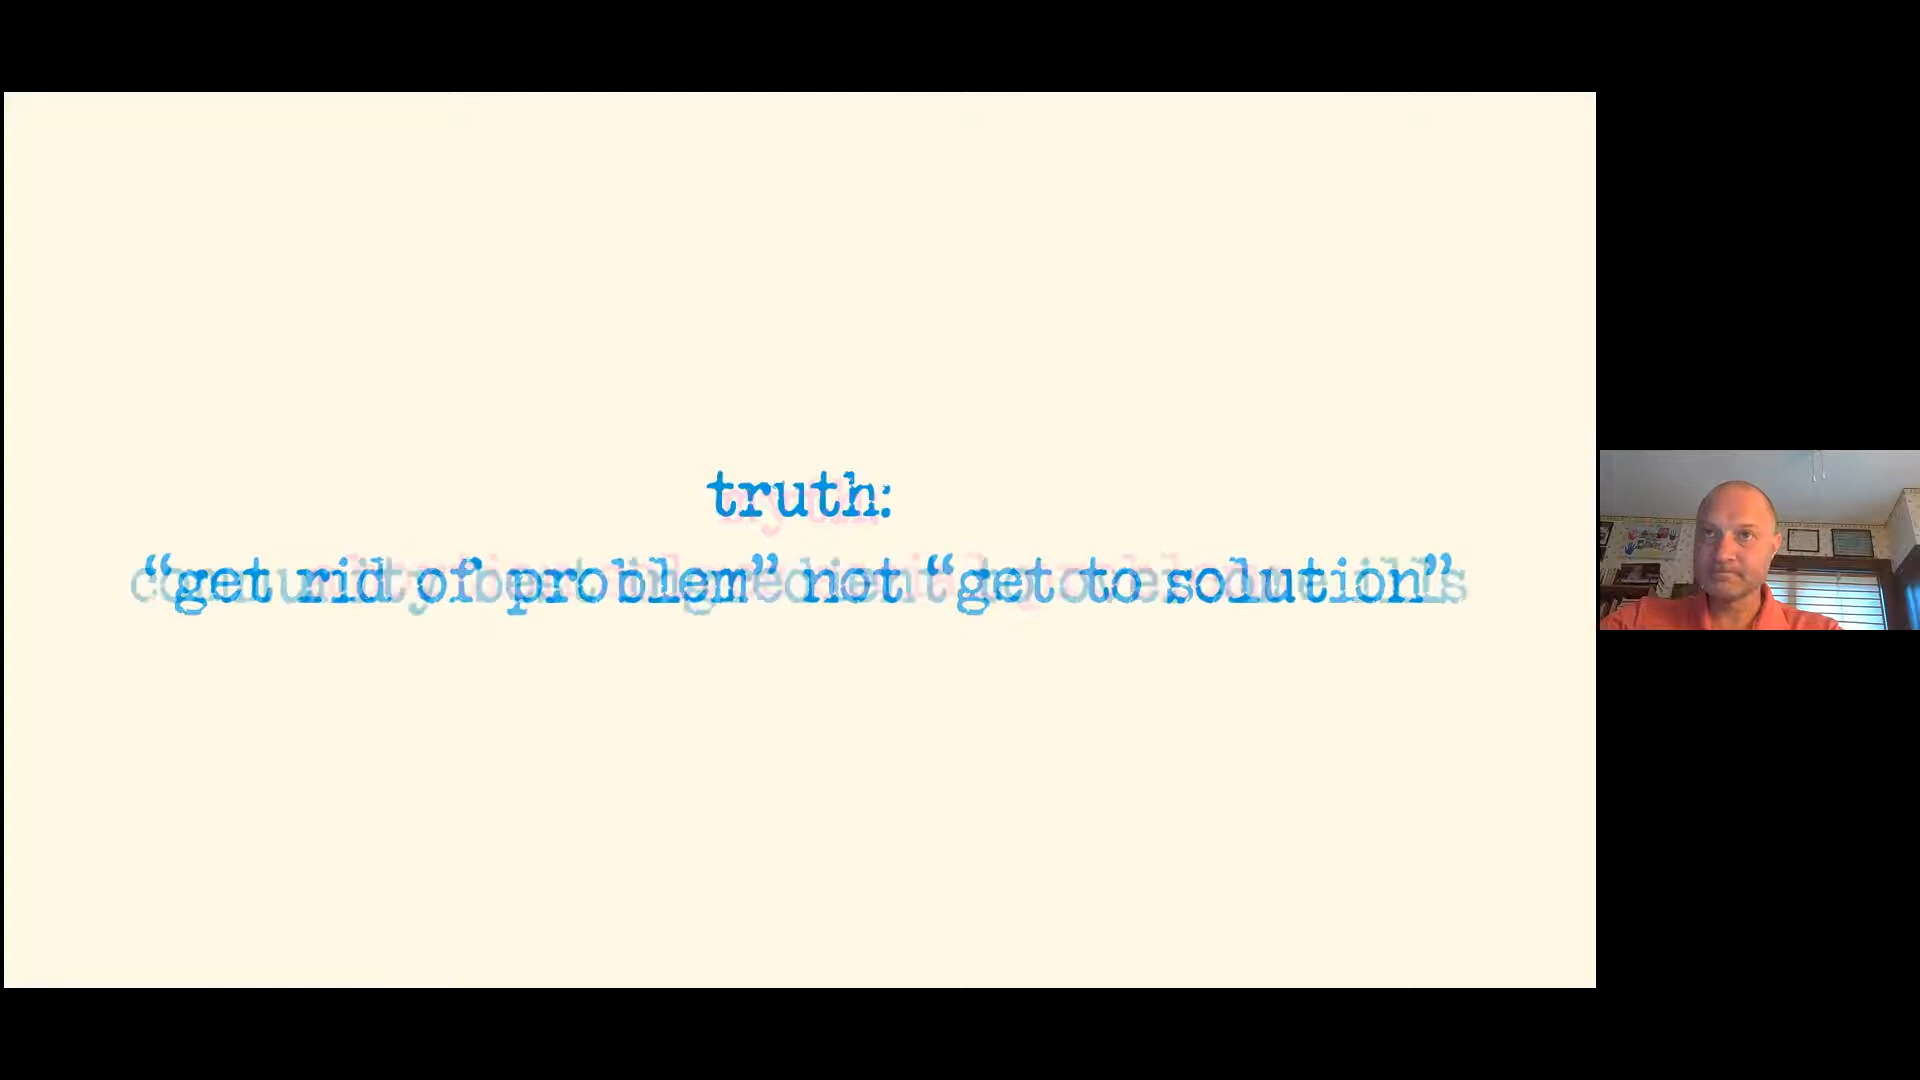 truth:
“get rid of problem” not “get to solution”